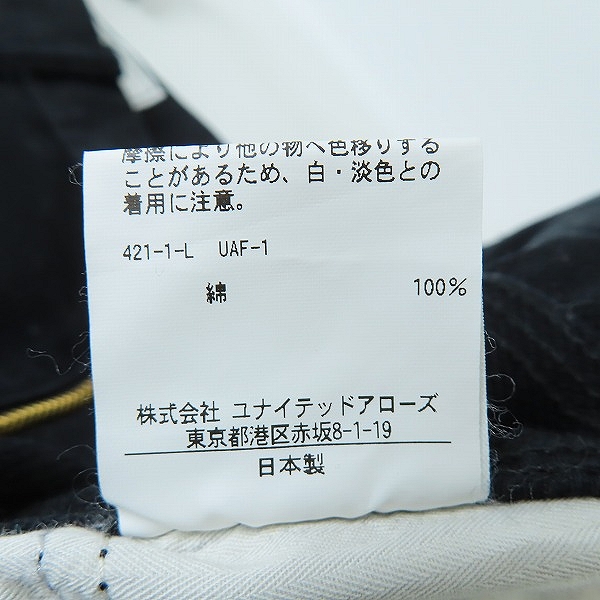 摩擦により他の物へ色移りする
ことがあるため、白・淡色との
着用に注意。
421-1-L UAF-1
綿 100%
株式会社 ユナイテッドアローズ
東京都港区赤坂8-1-19
日本製